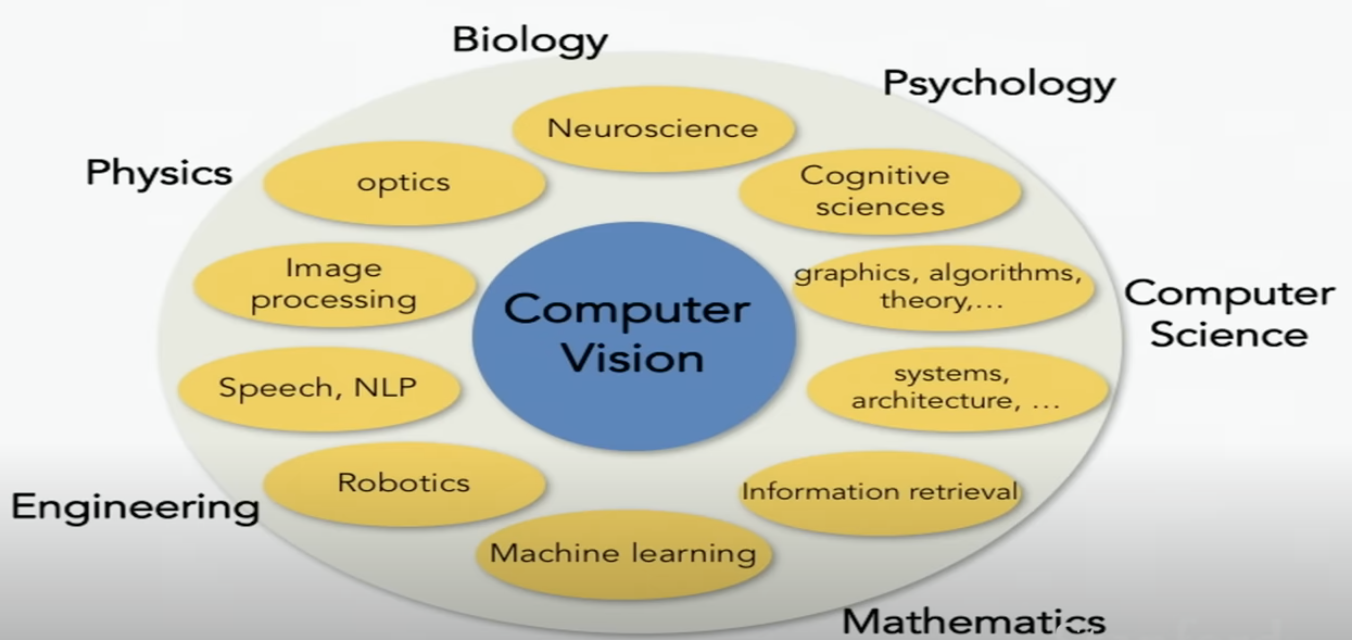 Biology
Psychology
Neuroscience
Physics
optics
Cognitive
sciences
Image
processing
graphics, algorithms,
theory,...
Computer
Science
Computer
Vision
Speech, NLP
systems,
architecture, ...
Robotics
Information retrieval
Engineering
Machine learning
Mathematics